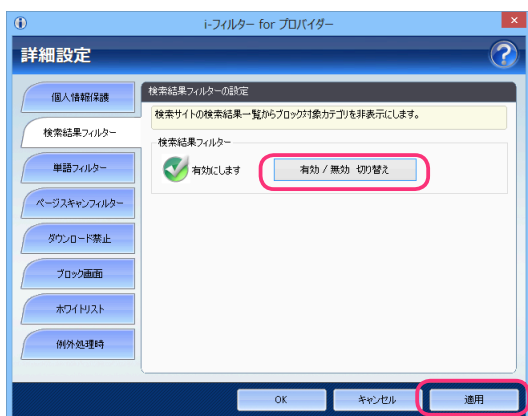 i-フィルター for プロバイダー
詳細設定
個人情報保護
検索結果フィルター
単語フィルター
ページスキャンフィルター
ダウンロード禁止
ブロック画面
ホワイトリスト
例外処理時
検索結果フィルターの設定
検索サイトの検索結果一覧からブロック対象カテゴリを非表示にします。
検索結果フィルター
有効にします
有効 / 無効 切り替え
OK
キャンセル
適用